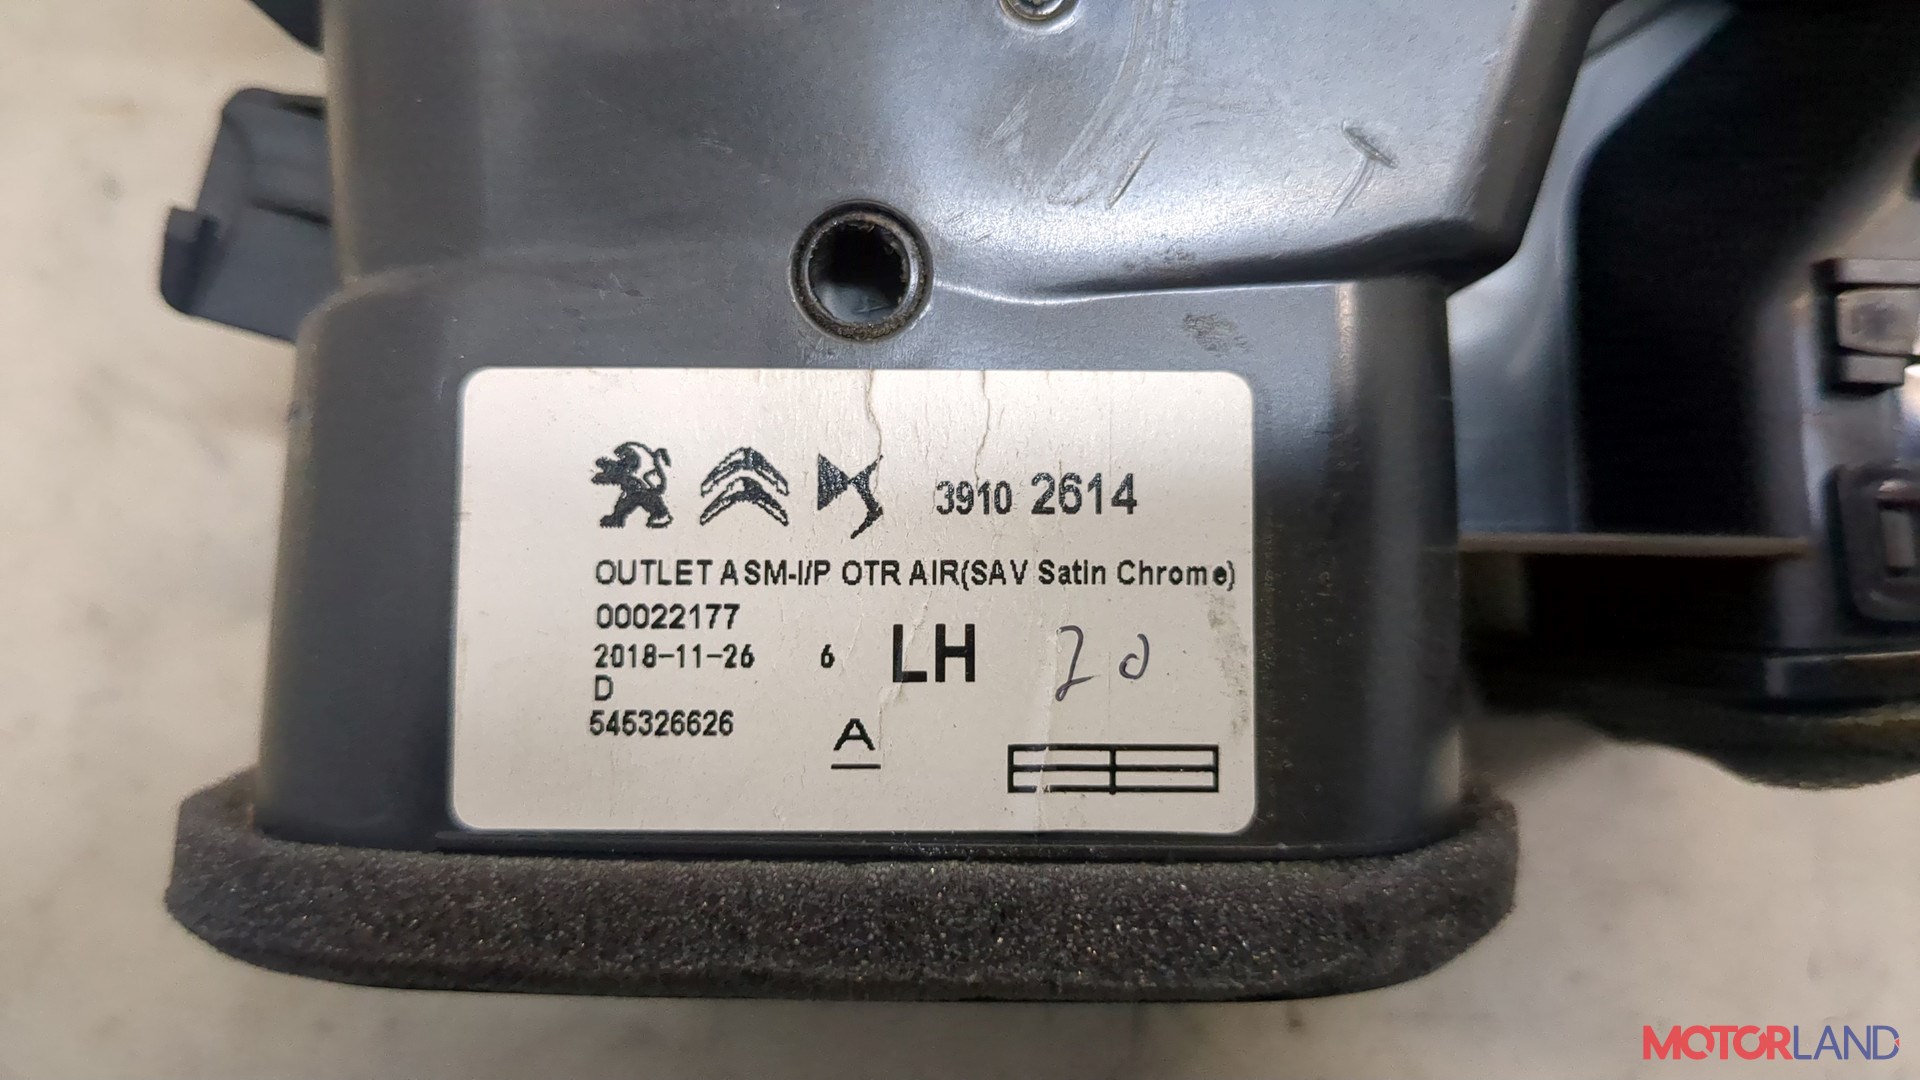 3910 2614
OUTLET ASM-I/P OTR AIR(SAV Satin Chrome)
00022177
2018-11-26 6 LH 20
D
545326626
A
MOTORLAND